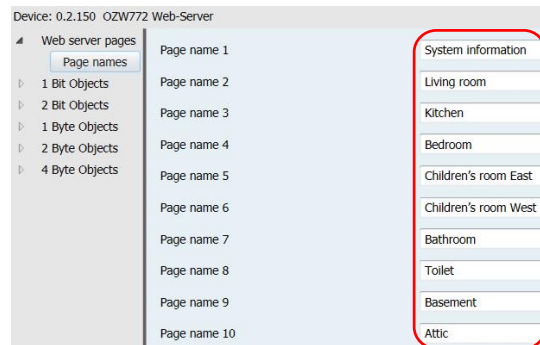 Device: 0.2.150 OZW772 Web-Server
Web server pages
Page names
1 Bit Objects
2 Bit Objects
1 Byte Objects
2 Byte Objects
4 Byte Objects
Page name 1 System information
Page name 2 Living room
Page name 3 Kitchen
Page name 4 Bedroom
Page name 5 Children's room East
Page name 6 Children's room West
Page name 7 Bathroom
Page name 8 Toilet
Page name 9 Basement
Page name 10 Attic